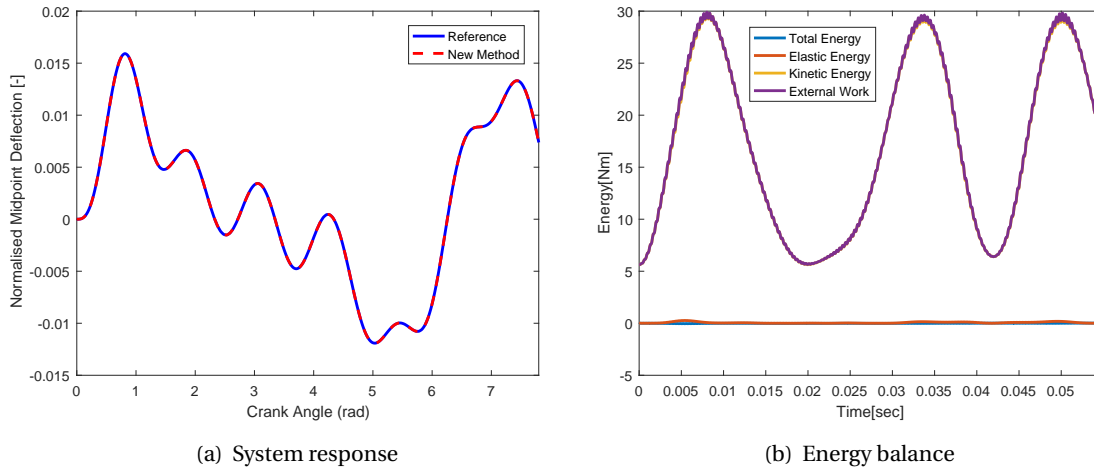 0.02
0.015
0.01
0.005
0
-0.005
-0.01
-0.015
Normalised Midpoint Deflection [-]
Reference
New Method
0 1 2 3 4 5 6 7
Crank Angle (rad)
(a) System response
30
25
20
15
10
5
0
-5
Energy[Nm]
Total Energy
Elastic Energy
Kinetic Energy
External Work
0 0.005 0.01 0.015 0.02 0.025 0.03 0.035 0.04 0.045 0.05
Time[sec]
(b) Energy balance